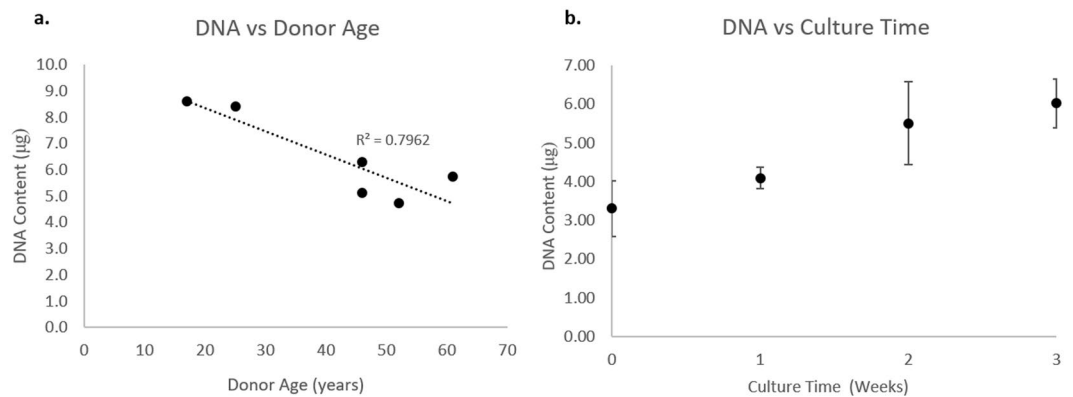 a.
DNA vs Donor Age
DNA Content (µg)
10.0
9.0
8.0
7.0
6.0
5.0
4.0
3.0
2.0
1.0
0.0
R² = 0.7962
0 10 20 30 40 50 60 70
Donor Age (years)
b.
DNA vs Culture Time
DNA Content (µg)
7.00
6.00
5.00
4.00
3.00
2.00
1.00
0.00
0 1 2 3
Culture Time (Weeks)